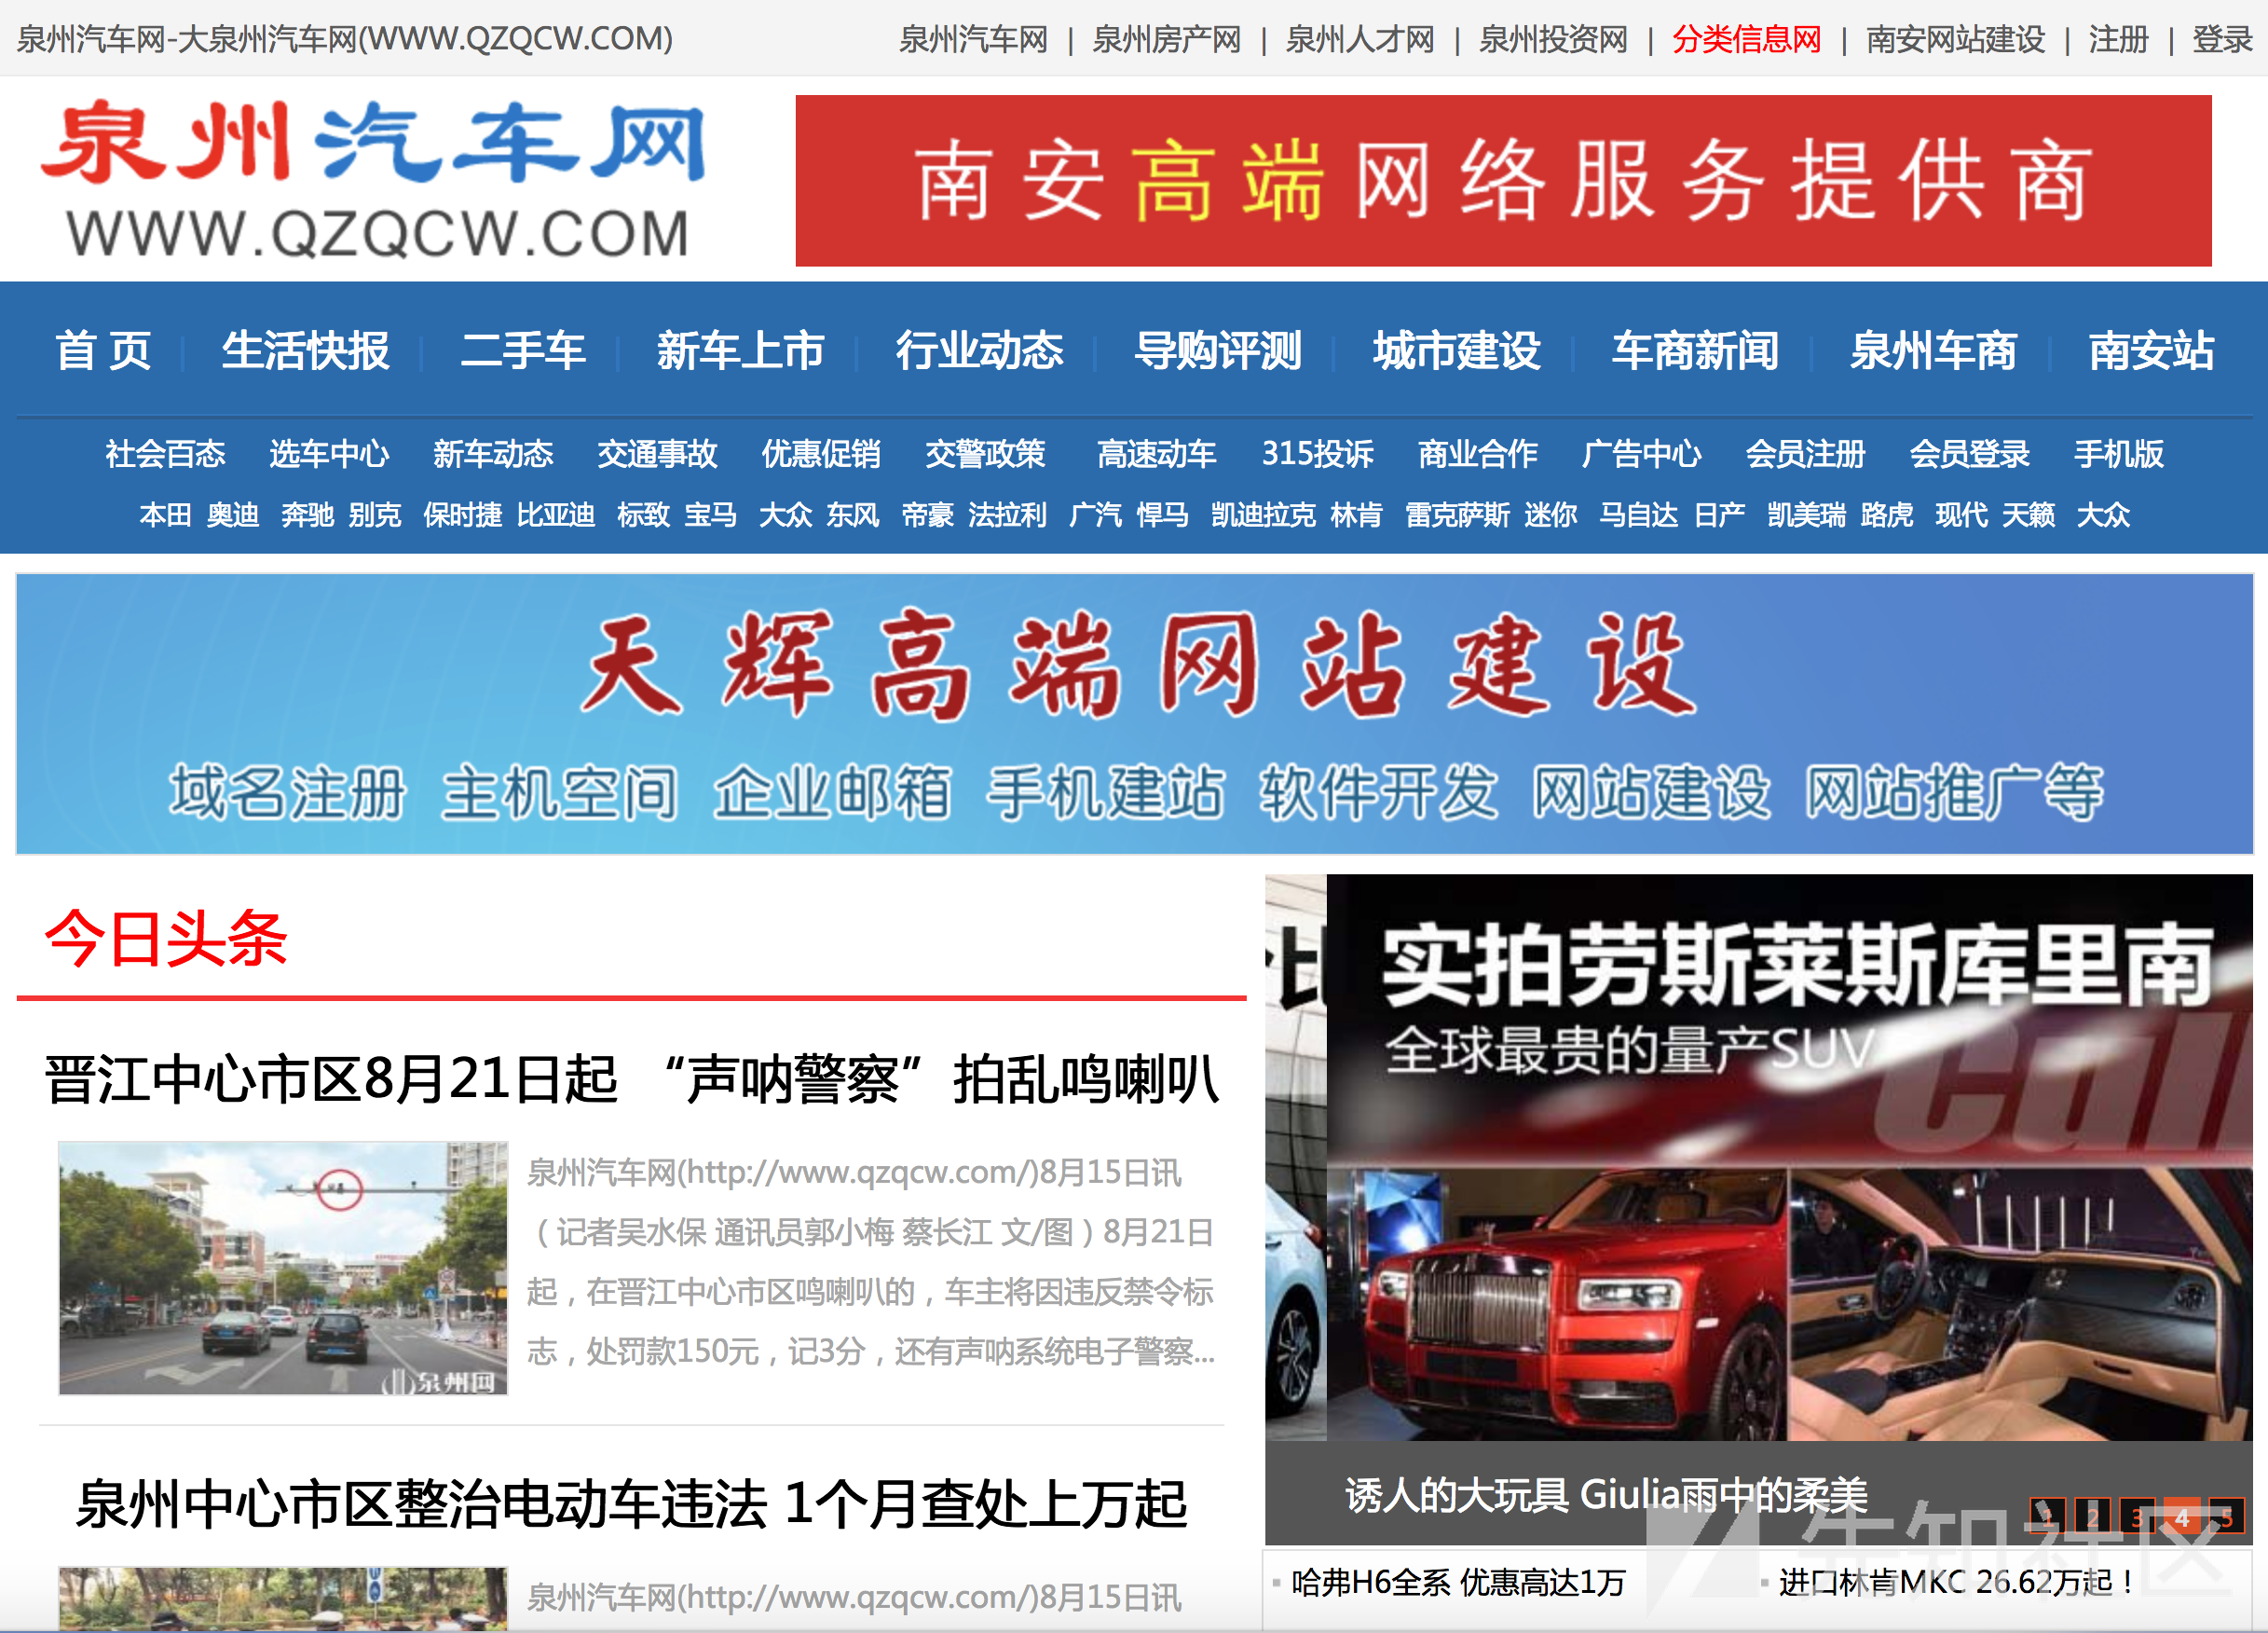 泉州汽车网-大泉州汽车网(WWW.QZQCW.COM)
泉州汽车网 | 泉州房产网 | 泉州人才网 | 泉州投资网 | 分类信息网 | 南安网站建设 | 注册 | 登录
泉州汽车网
WWW.QZQCW.COM
南安高端网络服务提供商
首 页 生活快报 二手车 新车上市 行业动态 导购评测 城市建设 车商新闻 泉州车商 南安站
社会百态 选车中心 新车动态 交通事故 优惠促销 交警政策 高速动车 315投诉 商业合作 广告中心 会员注册 会员登录 手机版
本田 奥迪 奔驰 别克 保时捷 比亚迪 标致 宝马 大众 东风 帝豪 法拉利 广汽 悍马 凯迪拉克 林肯 雷克萨斯 迷你 马自达 日产 凯美瑞 路虎 现代 天籁 大众
天辉高端网站建设
域名注册 主机空间 企业邮箱 手机建站 软件开发 网站建设 网站推广等
今日头条
晋江中心市区8月21日起 “声呐警察”拍乱鸣喇叭
泉州汽车网(http://www.qzqcw.com/)8月15日讯
（记者吴水保 通讯员郭小梅 蔡长江 文/图）8月21日
起，在晋江中心市区鸣喇叭的，车主将因违反禁令标
志，处罚款150元，记3分，还有声呐系统电子警察...
泉州网
泉州中心市区整治电动车违法 1个月查处上万起
泉州汽车网(http://www.qzqcw.com/)8月15日讯
比
实拍劳斯莱斯库里南
全球最贵的量产SUV
Cull
诱人的大玩具 Giulia雨中的柔美
1 2 3 4 5
哈弗H6全系 优惠高达1万
进口林肯MKC 26.62万起！
先知社区